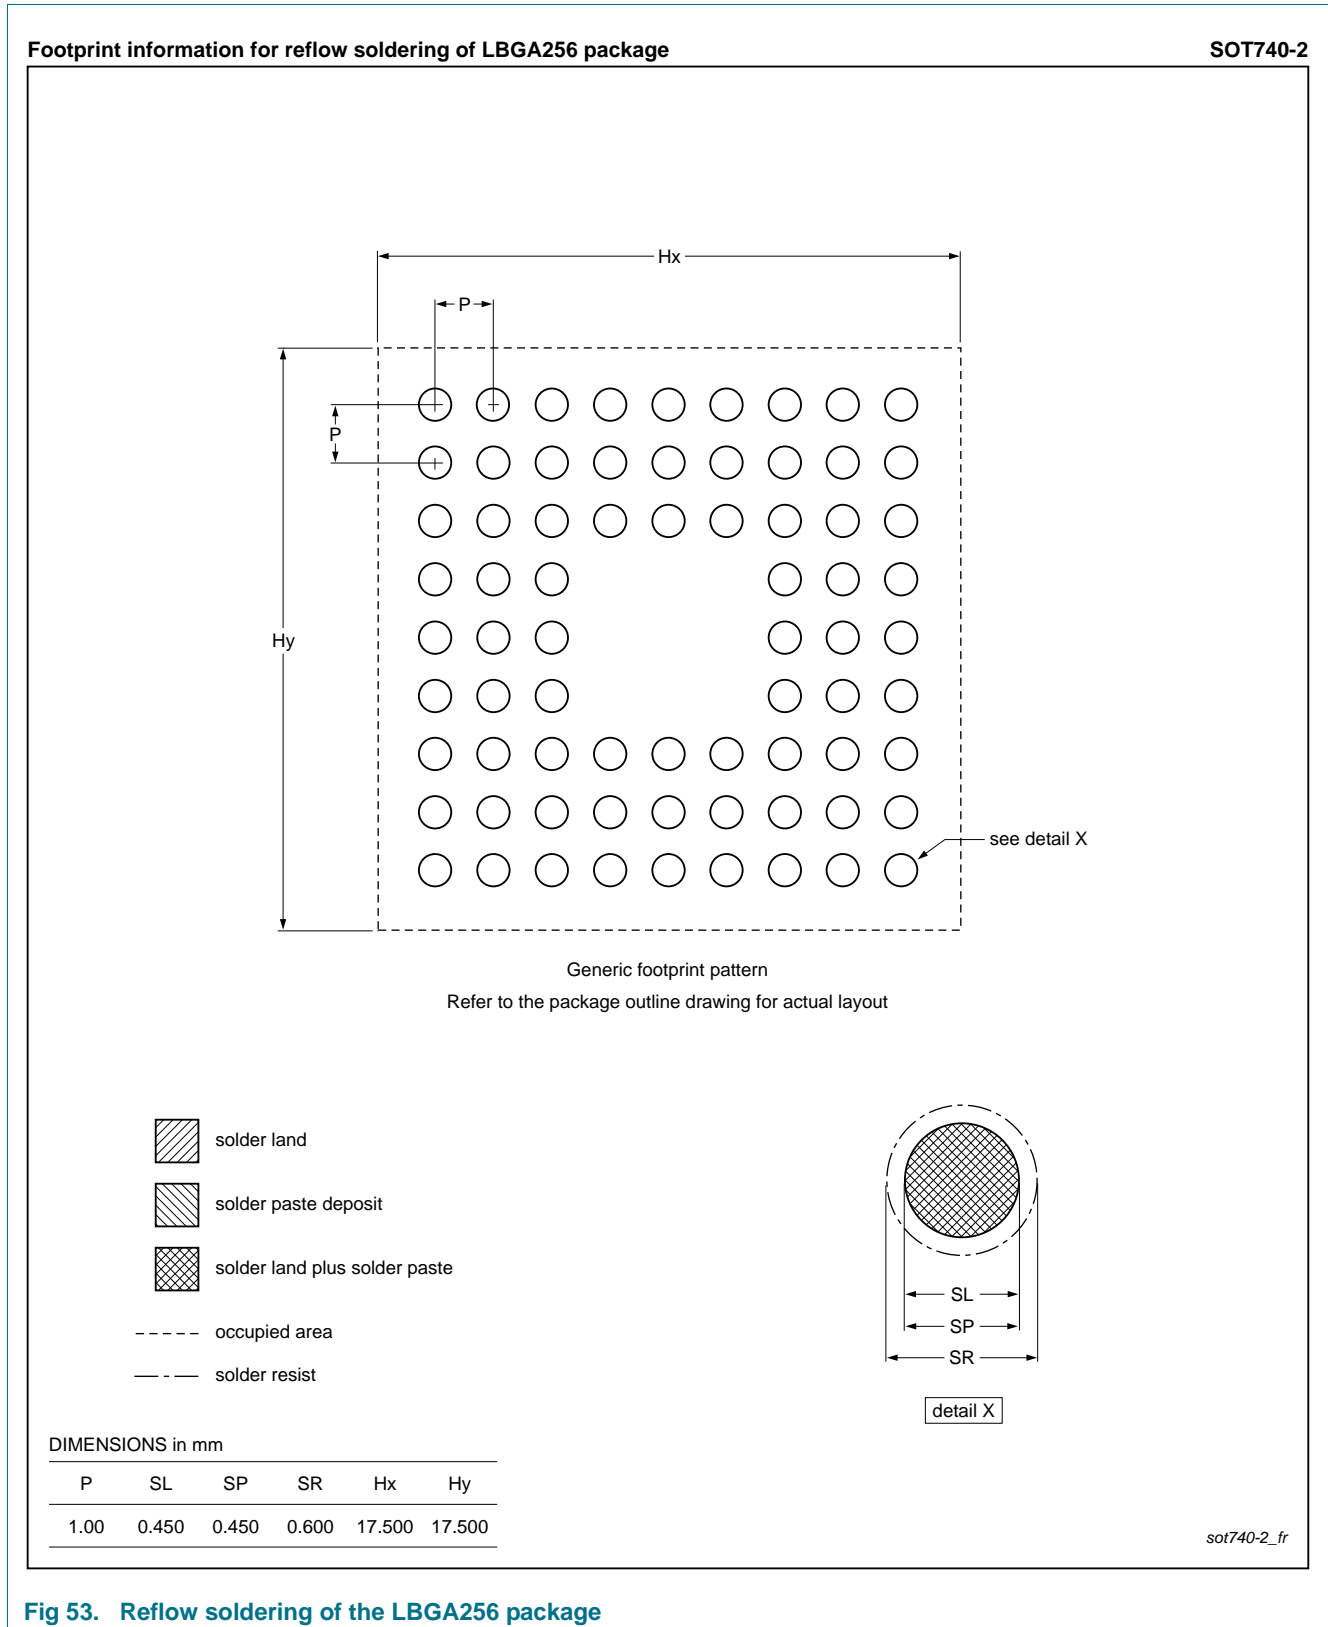 Footprint information for reflow soldering of LBGA256 package SOT740-2
Hx
P
P
Hy
see detail X
Generic footprint pattern
Refer to the package outline drawing for actual layout
solder land
solder paste deposit
solder land plus solder paste
occupied area
solder resist
SL
SP
SR
detail X
DIMENSIONS in mm
P SL SP SR Hx Hy
1.00 0.450 0.450 0.600 17.500 17.500
sot740-2_fr
Fig 53. Reflow soldering of the LBGA256 package